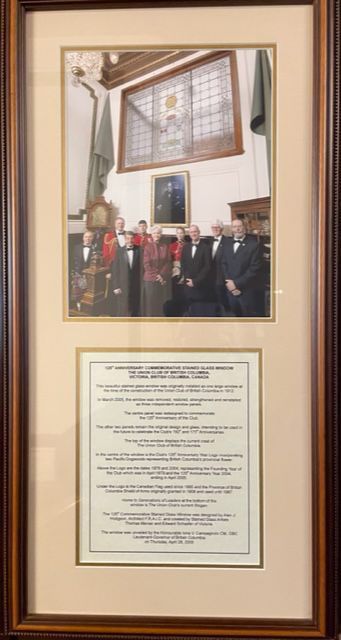 125th ANNIVERSARY COMMEMORATIVE STAINED GLASS WINDOW
THE UNION CLUB OF BRITISH COLUMBIA,
VICTORIA, BRITISH COLUMBIA, CANADA
This beautiful stained glass window was originally installed as one large window at
the time of the construction of the Union Club of British Columbia in 1912.
In March 2005, the window was removed, restored, strengthened and reinstalled
as three independent window panels.
The centre panel was redesigned to commemorate
the 125th Anniversary of the Club.
The other two panels retain the original design and glass, intending to be used in
the future to celebrate the Club's 150th and 175th Anniversaries.
The top of the window displays the current crest of
The Union Club of British Columbia.
In the centre of the window is the Club's 125th Anniversary Year Logo incorporating
two Pacific Dogwoods representing British Columbia's provincial flower.
Above the Logo are the dates 1879 and 2004, representing the Founding Year of
the Club which was in April 1879 and the 125th Anniversary Year 2004,
ending in April 2005.
Under the Logo is the Canadian Flag used since 1965 and the Province of British
Columbia Shield of Arms originally granted in 1906 and used until 1987.
Home to Generations of Leaders at the bottom of the
window is The Union Club's current Slogan.
The 125th Commemorative Stained Glass Window was designed by Alan J.
Hodgson, Architect F.R.A.I.C. and created by Stained Glass Artists
Thomas Mercer and Edward Schaefer of Victoria.
The window was unveiled by the Honourable Iona V. Campagnolo CM, OBC
Lieutenant-Governor of British Columbia
on Thursday, April 28, 2005